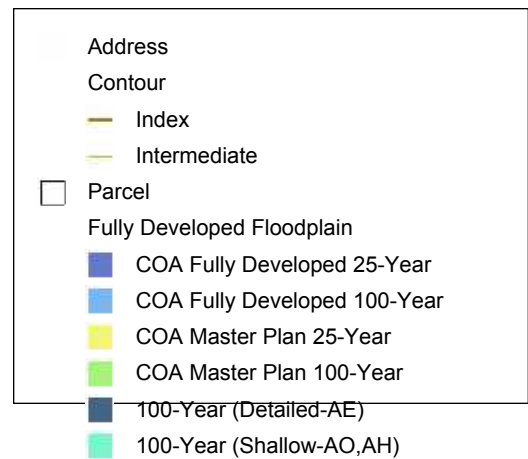 Address
Contour
Index
Intermediate
Parcel
Fully Developed Floodplain
COA Fully Developed 25-Year
COA Fully Developed 100-Year
COA Master Plan 25-Year
COA Master Plan 100-Year
100-Year (Detailed-AE)
100-Year (Shallow-AO,AH)